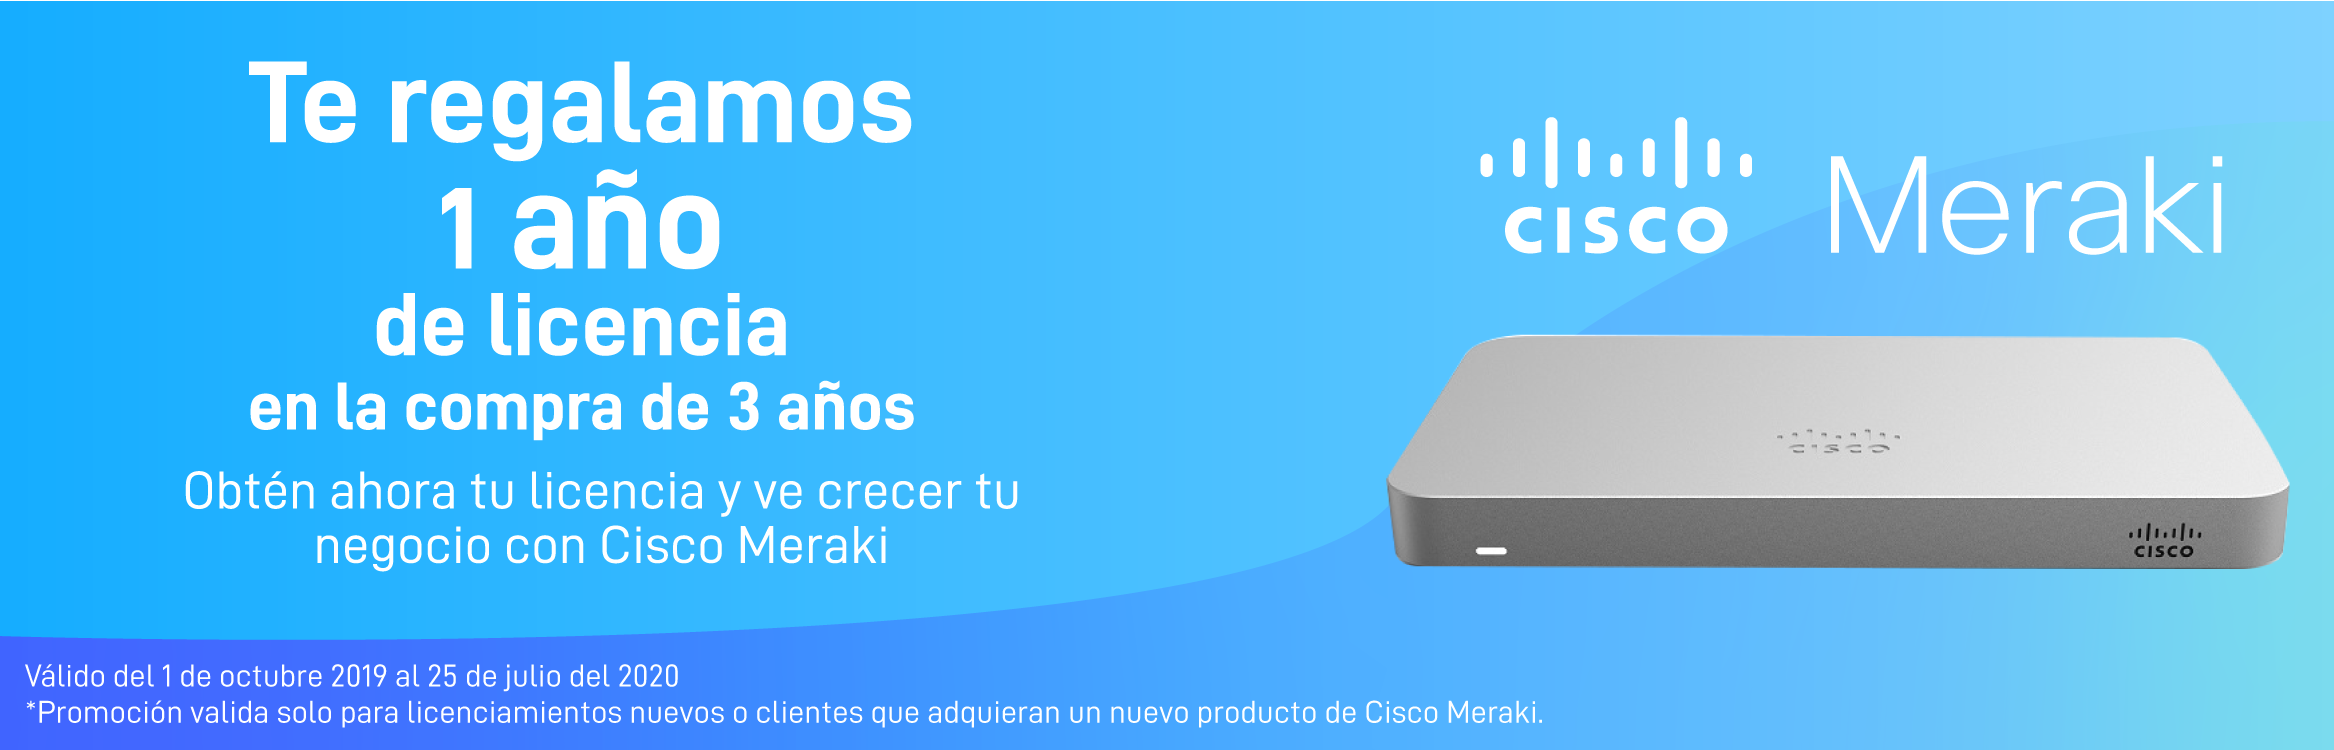 Te regalamos
1 año
de licencia
en la compra de 3 años
Obtén ahora tu licencia y ve crecer tu
negocio con Cisco Meraki
CISCO Meraki
CISCO
CISCO
Válido del 1 de octubre 2019 al 25 de julio del 2020
*Promoción valida solo para licenciamientos nuevos o clientes que adquieran un nuevo producto de Cisco Meraki.